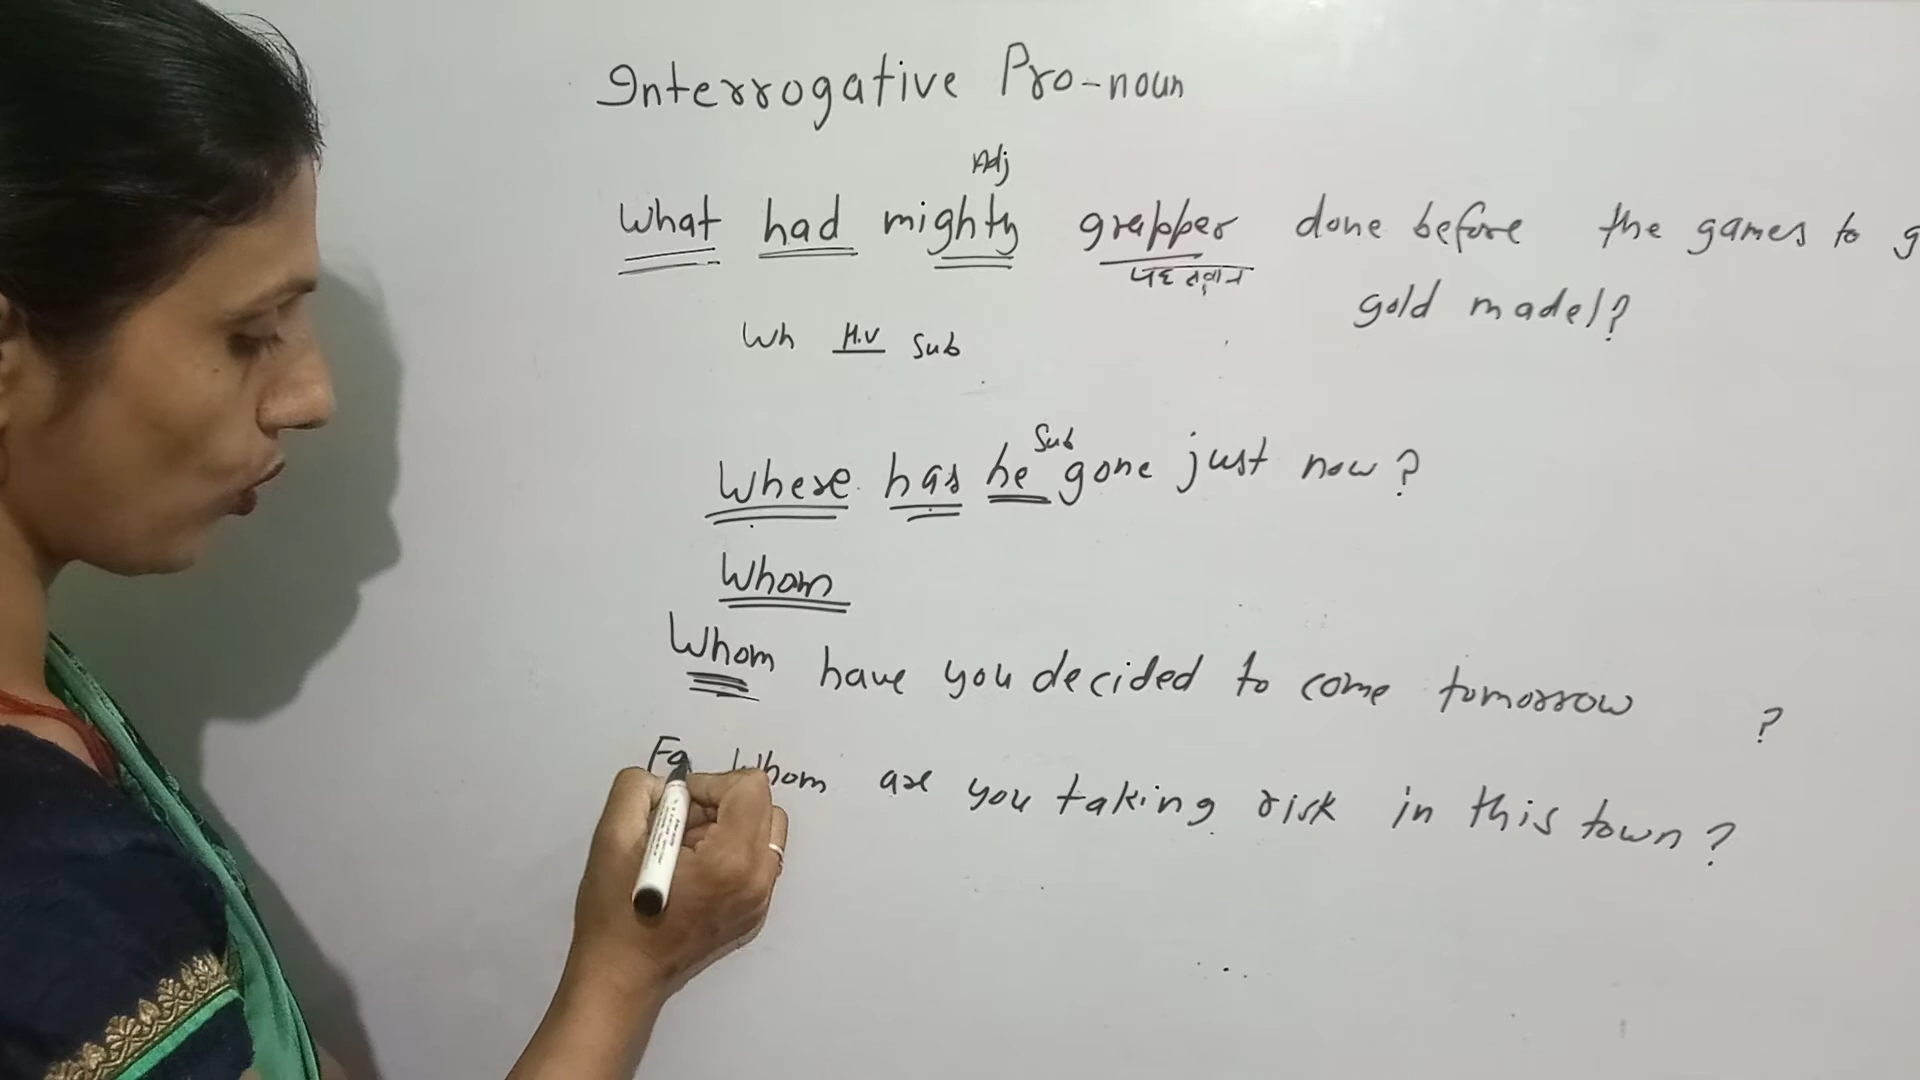 Interrogative Pro-noun
Adj
What had mighty grapper done before the games to g
पहलवान
gold madel?
Wh H.V Sub
Sub
Where has he gone just now?
Whom
Whom have you decided to come tomorrow ?
Fo Whom are you taking risk in this town?